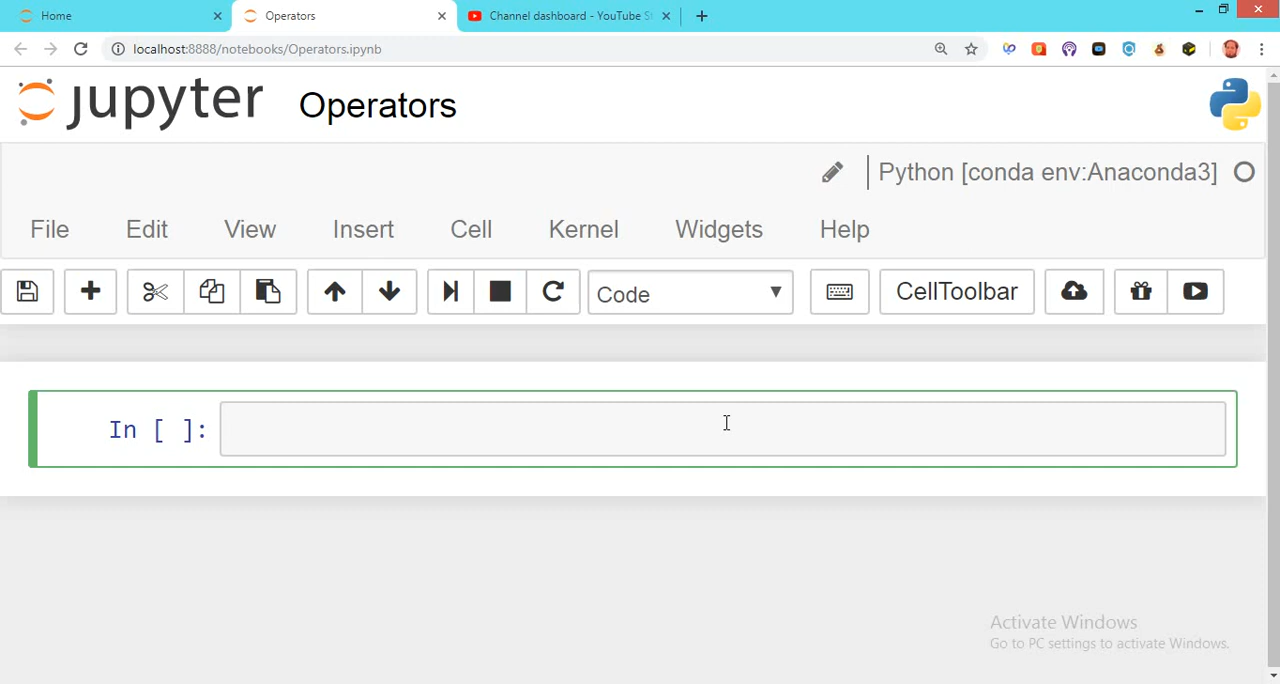 Home
Operators
Channel dashboard - YouTube S
localhost:8888/notebooks/Operators.ipynb
jupyter Operators
Python [conda env:Anaconda3]
File Edit View Insert Cell Kernel Widgets Help
Code
CellToolbar
In [ ]:
Activate Windows
Go to PC settings to activate Windows.